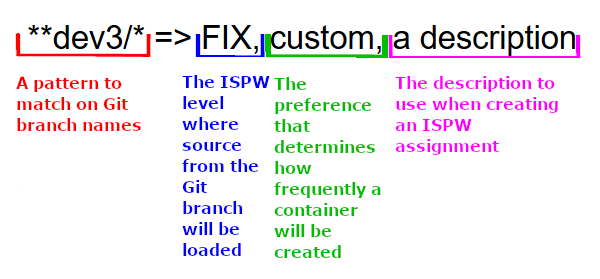 **dev3/* => FIX, custom, a description
A pattern to
match on Git
branch names
The ISPW
level
where
source
from the
Git
branch
will be
loaded
The
preference
that
determines
how
frequently a
container
will be
created
The description to
use when creating
an ISPW
assignment